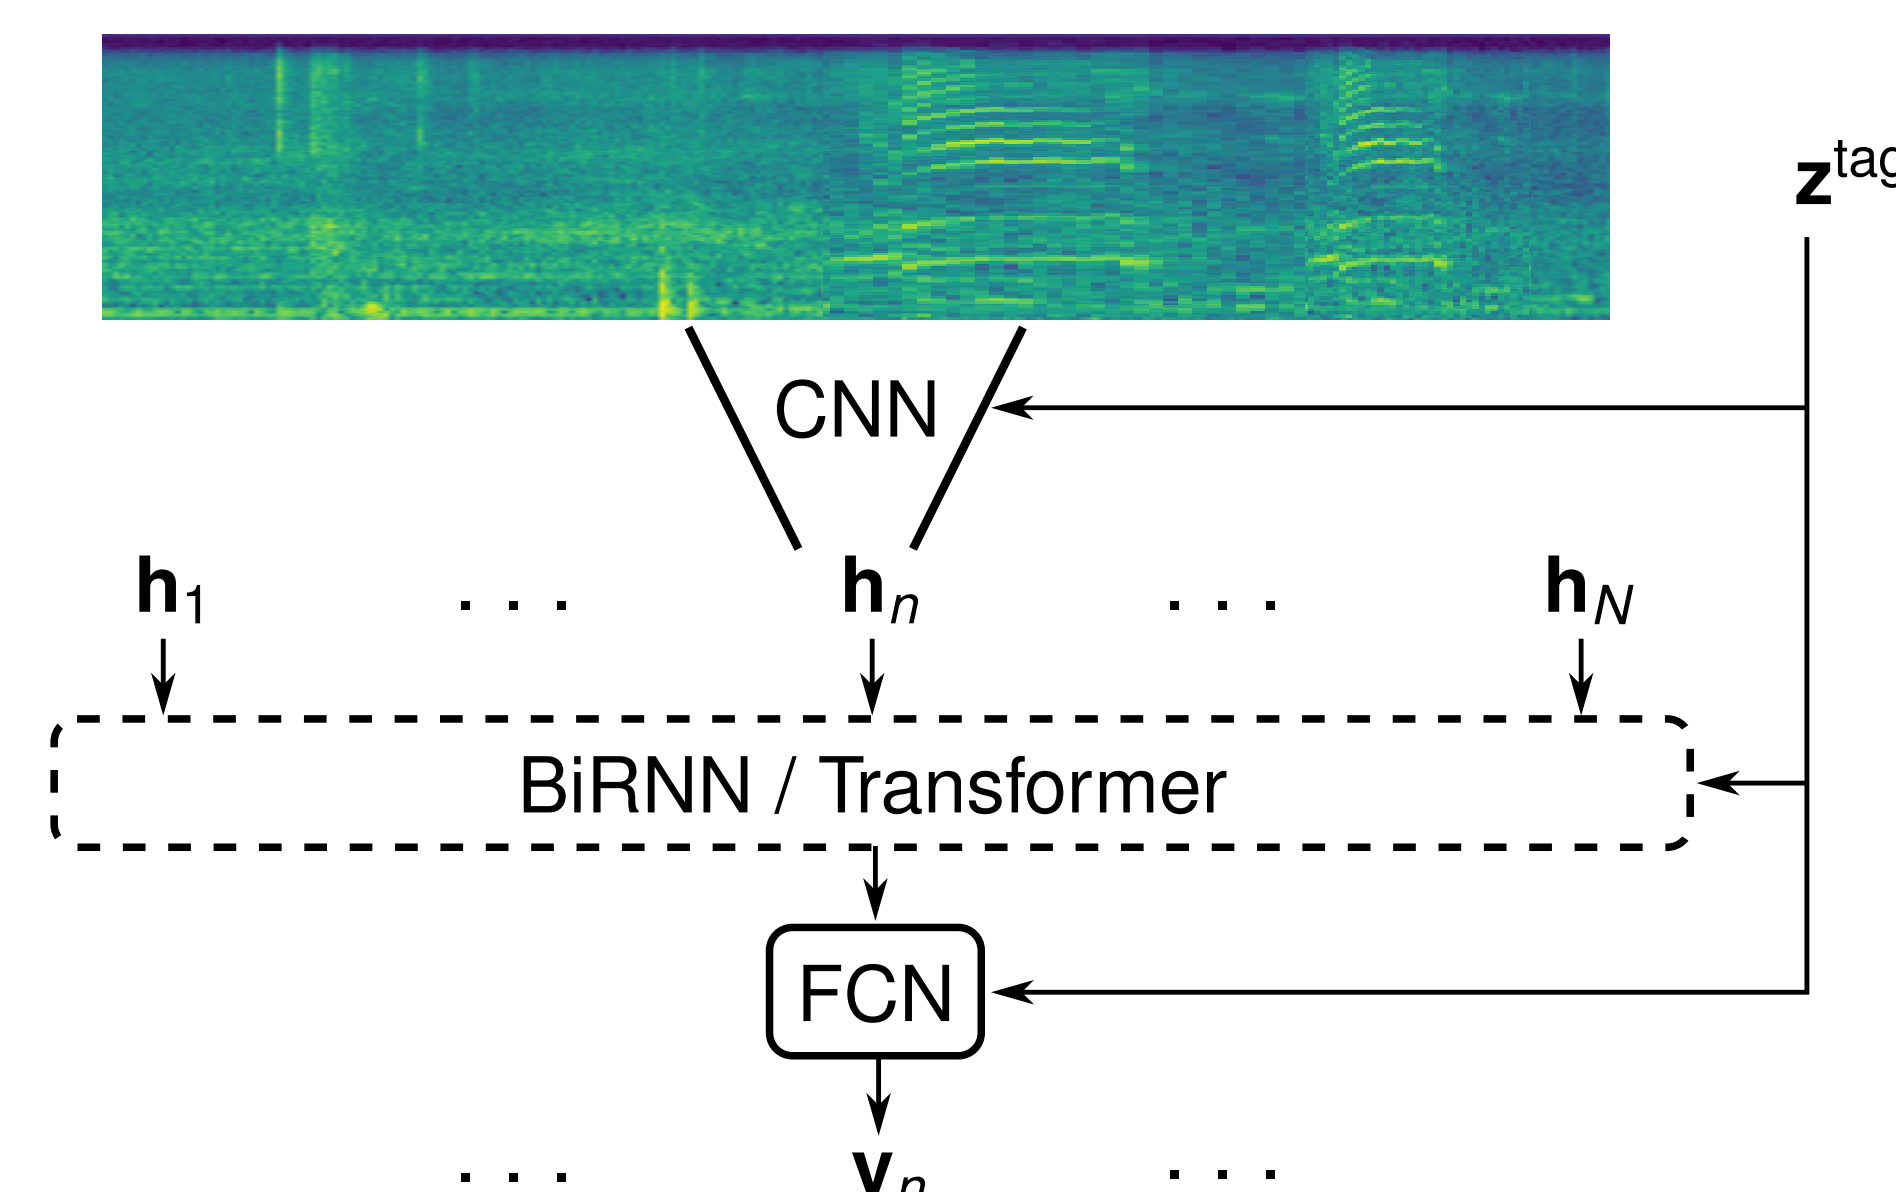 z^tag
CNN
h_1 . . . h_n . . . h_N
BiRNN / Transformer
FCN
. . . y_n . . .